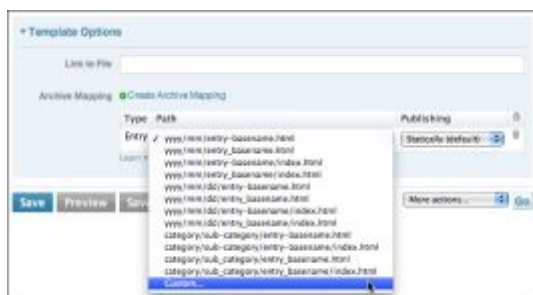 Template Options
Link to File
Archive Mapping Create Archive Mapping
Type Path Publishing
Entry ✓ yyyy/mm/entry-basename.html Statically (default)
yyyy/mm/entry_basename.html
yyyy/mm/entry-basename/index.html
yyyy/mm/entry_basename/index.html
yyyy/mm/dd/entry-basename.html
yyyy/mm/dd/entry_basename.html
yyyy/mm/dd/entry-basename/index.html
yyyy/mm/dd/entry_basename/index.html
category/sub-category/entry-basename.html
category/sub-category/entry-basename/index.html
category/sub_category/entry_basename.html
category/sub_category/entry_basename/index.html
Custom...
Learn
Save Preview Save More actions... Go